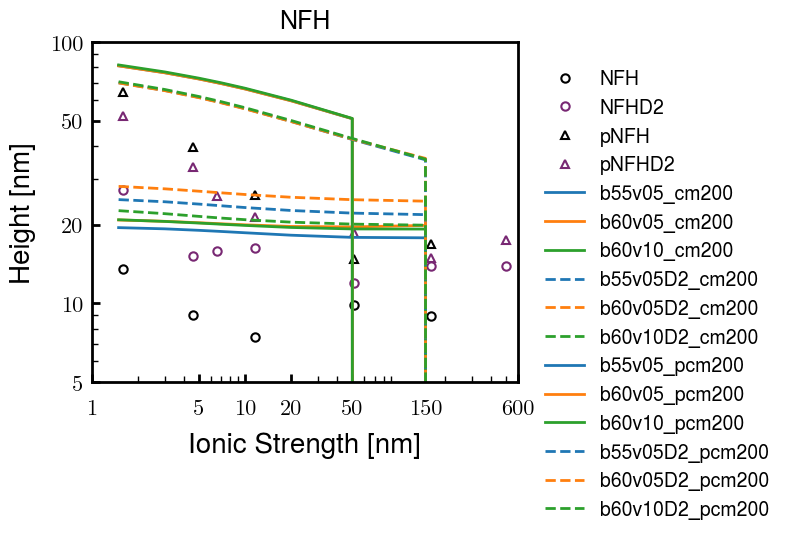 NFH
100
50
20
10
5
Height [nm]
1
5
10
20
50
150
600
Ionic Strength [nm]
NFH
NFHD2
pNFH
pNFHD2
b55v05_cm200
b60v05_cm200
b60v10_cm200
b55v05D2_cm200
b60v05D2_cm200
b60v10D2_cm200
b55v05_pcm200
b60v05_pcm200
b60v10_pcm200
b55v05D2_pcm200
b60v05D2_pcm200
b60v10D2_pcm200